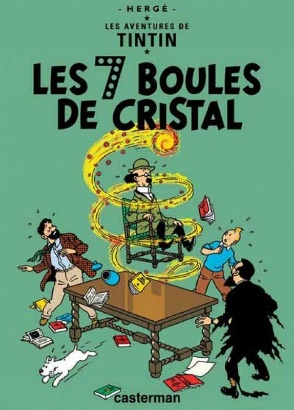 ★ HERGÉ ★
LES AVENTURES DE
TINTIN
★
LES 7 BOULES
DE CRISTAL
casterman